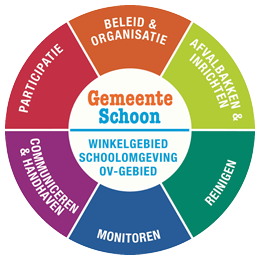 BELEID &
ORGANISATIE
AFVALBAKKEN &
INRICHTEN
REINIGEN
MONITOREN
COMMUNICEREN
& HANDHAVEN
PARTICIPATIE
Gemeente
Schoon
WINKELGEBIED
SCHOOLOMGEVING
OV-GEBIED